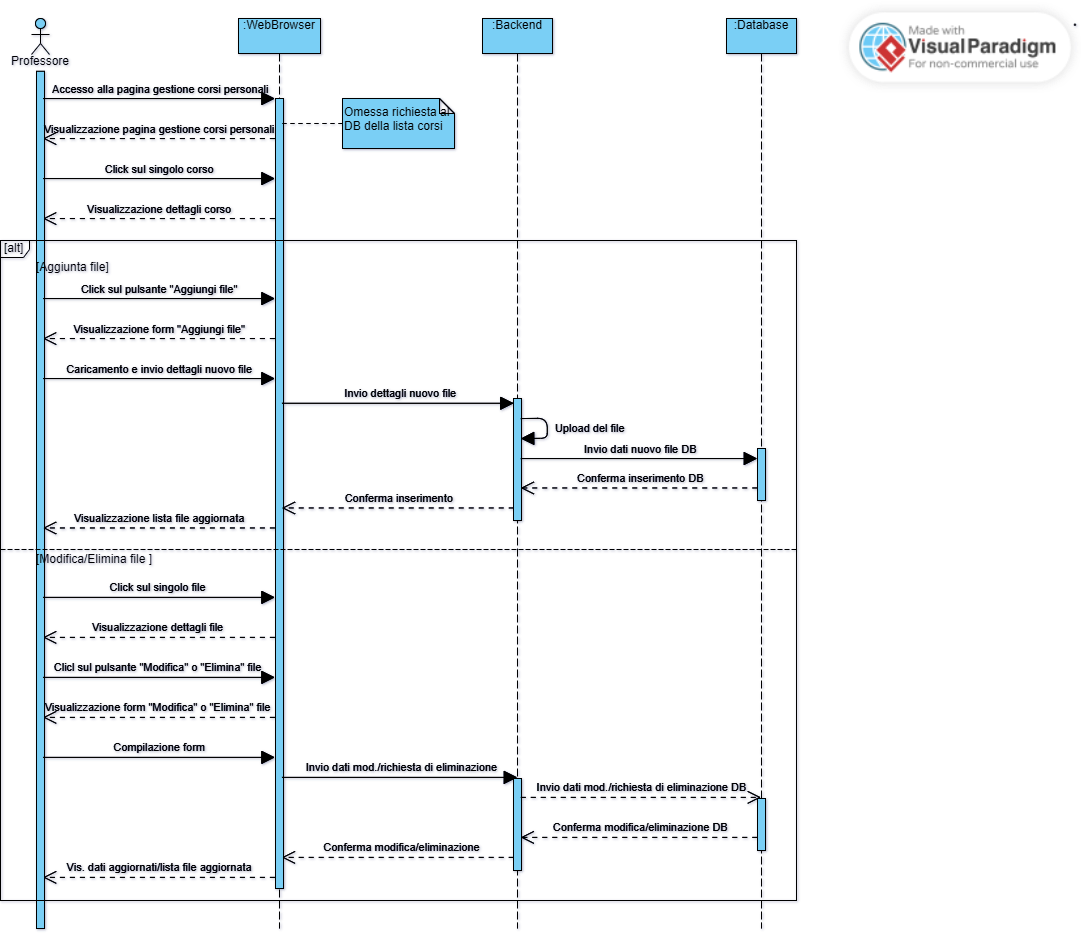 :WebBrowser
:Backend
:Database
Made with
VisualParadigm
For non-commercial use
Professore
Accesso alla pagina gestione corsi personali
Omessa richiesta al
DB della lista corsi
Visualizzazione pagina gestione corsi personali
Click sul singolo corso
Visualizzazione dettagli corso
[alt]
[Aggiunta file]
Click sul pulsante "Aggiungi file"
Visualizzazione form "Aggiungi file"
Caricamento e invio dettagli nuovo file
Invio dettagli nuovo file
Upload del file
Invio dati nuovo file DB
Conferma inserimento DB
Conferma inserimento
Visualizzazione lista file aggiornata
[Modifica/Elimina file ]
Click sul singolo file
Visualizzazione dettagli file
Clicl sul pulsante "Modifica" o "Elimina" file
Visualizzazione form "Modifica" o "Elimina" file
Compilazione form
Invio dati mod./richiesta di eliminazione
Invio dati mod./richiesta di eliminazione DB
Conferma modifica/eliminazione DB
Conferma modifica/eliminazione
Vis. dati aggiornati/lista file aggiornata